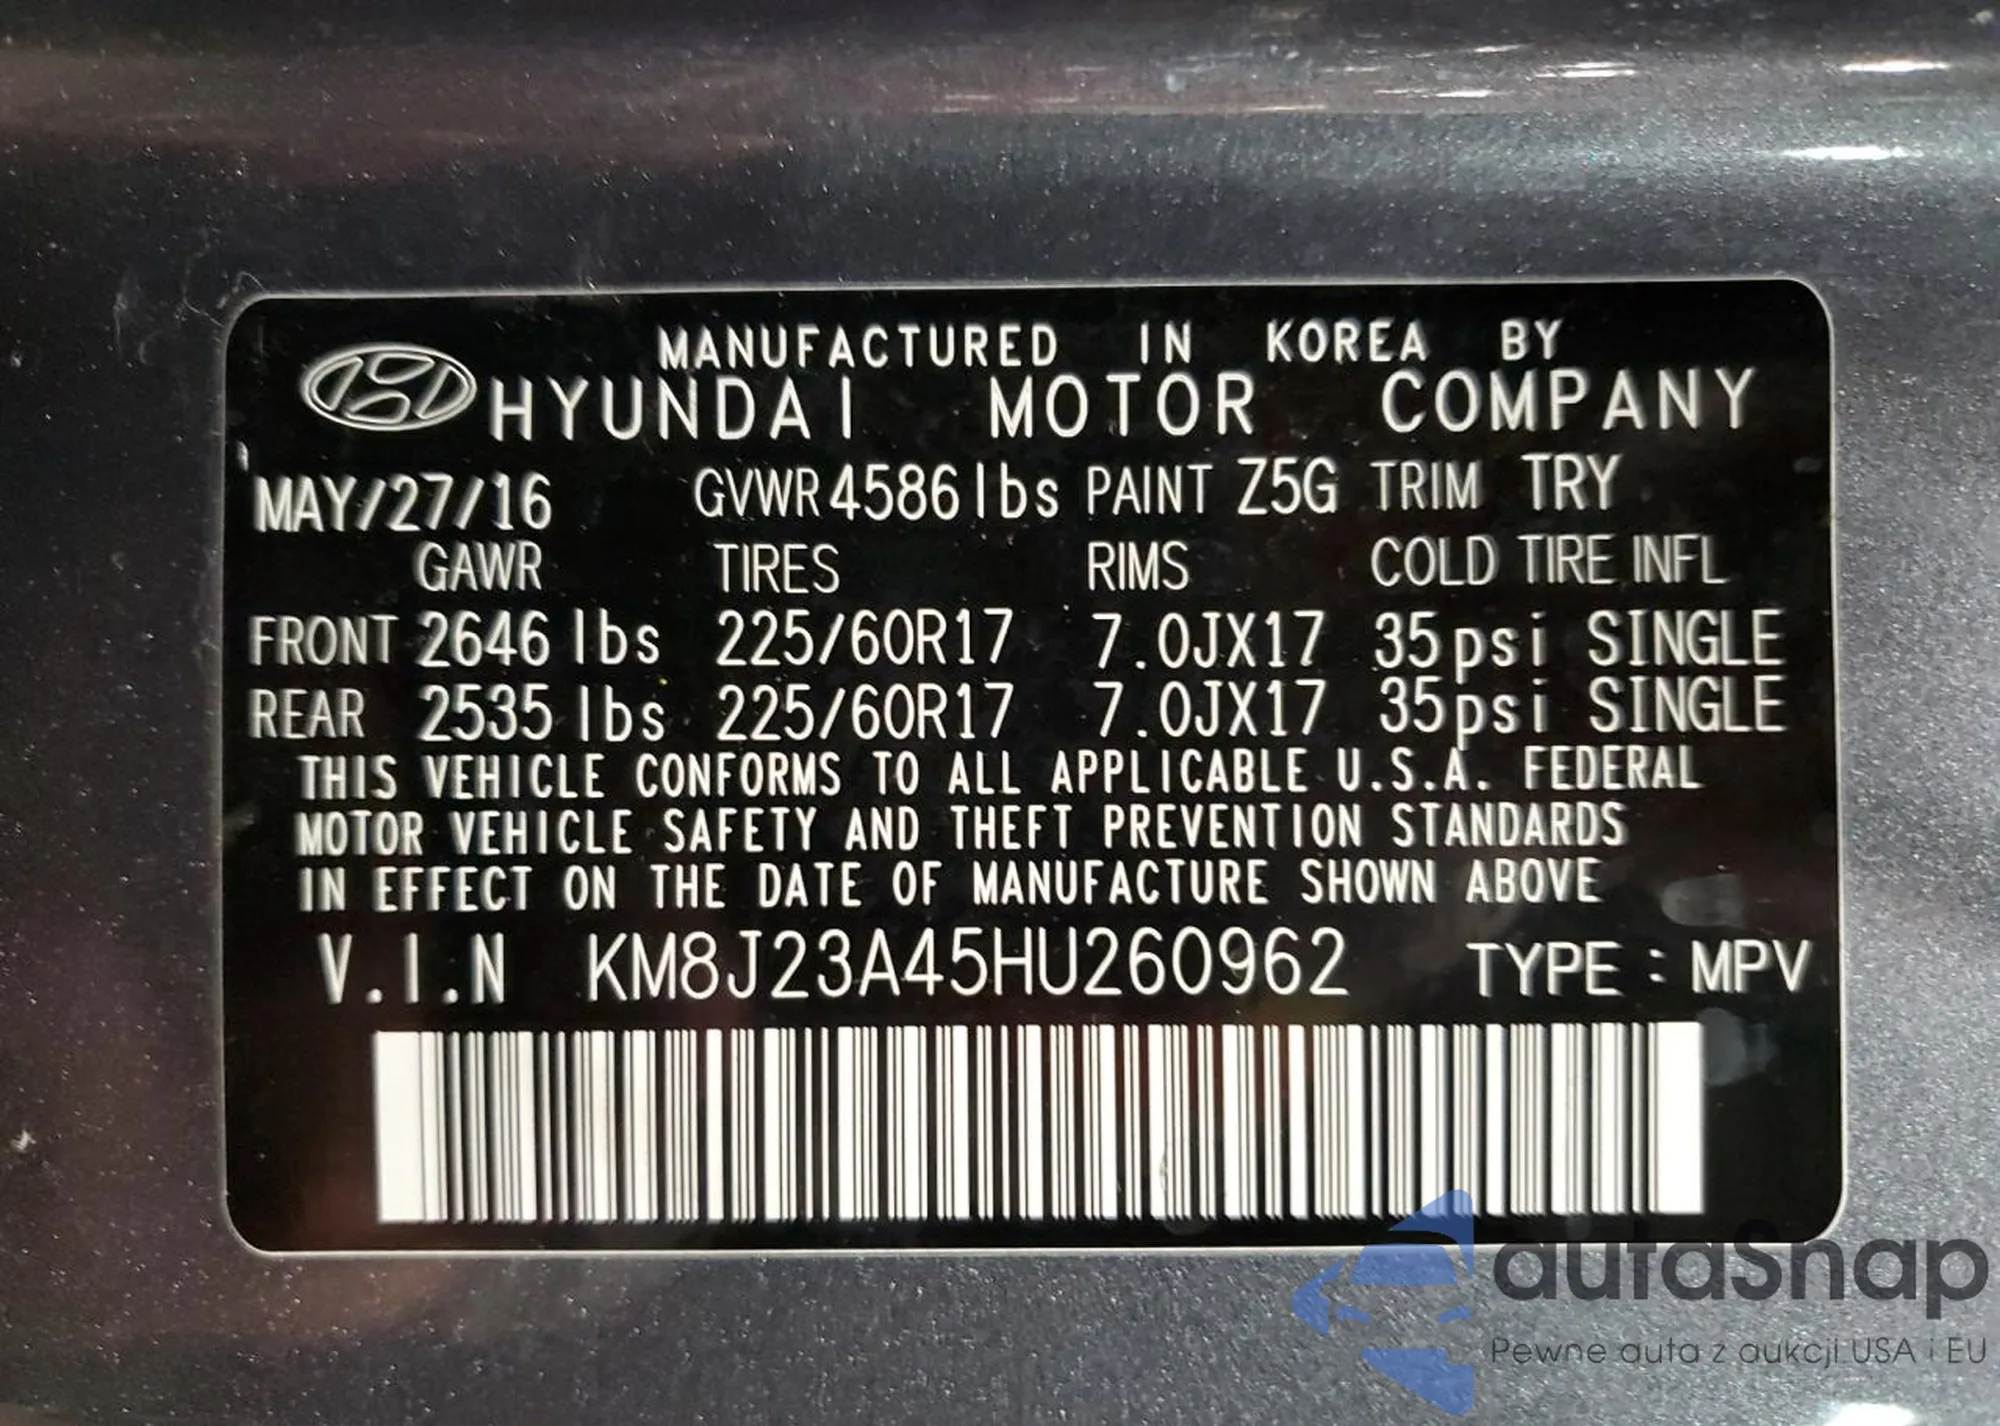 MANUFACTURED IN KOREA BY
HYUNDAI MOTOR COMPANY
MAY/27/16 GVWR 4586 lbs PAINT Z5G TRIM TRY
GAWR TIRES RIMS COLD TIRE INFL
FRONT 2646 lbs 225/60R17 7.0JX17 35psi SINGLE
REAR 2535 lbs 225/60R17 7.0JX17 35psi SINGLE
THIS VEHICLE CONFORMS TO ALL APPLICABLE U.S.A. FEDERAL
MOTOR VEHICLE SAFETY AND THEFT PREVENTION STANDARDS
IN EFFECT ON THE DATE OF MANUFACTURE SHOWN ABOVE
V.I.N KM8J23A45HU260962 TYPE : MPV
autaSnap
Pewne auta z aukcji USA i EU